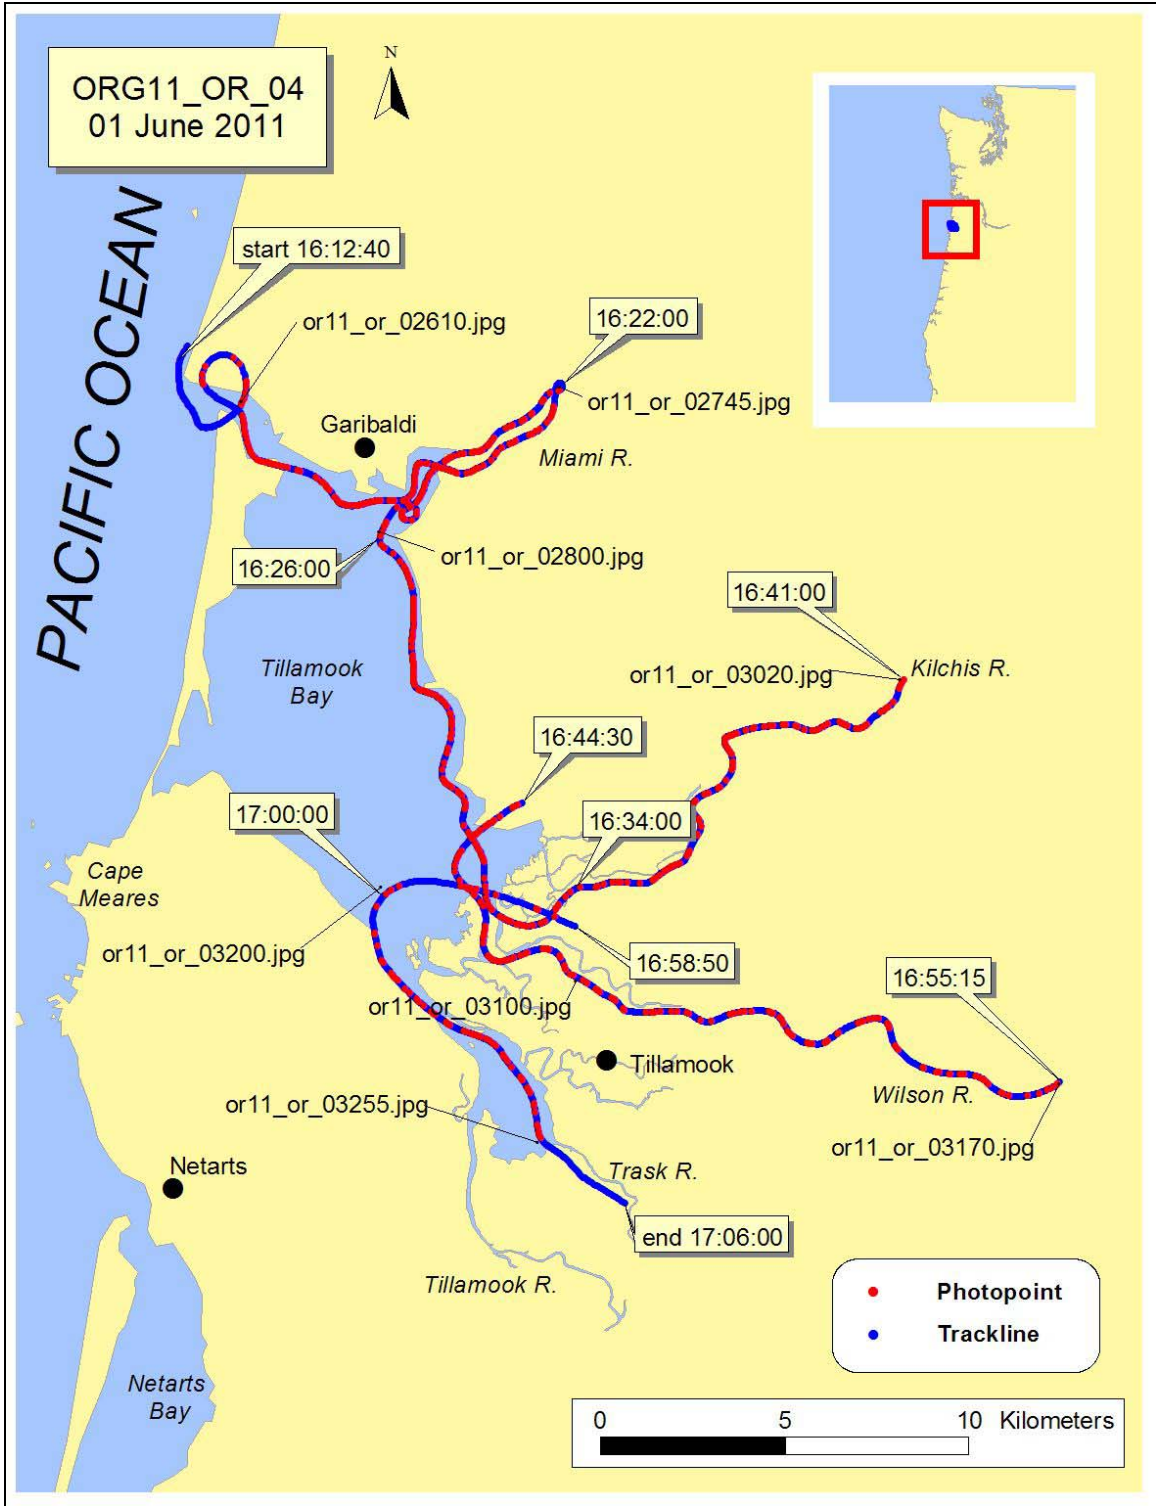 ORG11_OR_04
01 June 2011
N
PACIFIC OCEAN
start 16:12:40
or11_or_02610.jpg
16:22:00
or11_or_02745.jpg
Garibaldi
Miami R.
16:26:00
or11_or_02800.jpg
16:41:00
Tillamook
Bay
or11_or_03020.jpg
Kilchis R.
16:44:30
17:00:00
16:34:00
Cape
Meares
or11_or_03200.jpg
16:58:50
16:55:15
or11_or_03100.jpg
Tillamook
Wilson R.
or11_or_03255.jpg
or11_or_03170.jpg
Netarts
Trask R.
end 17:06:00
Tillamook R.
Photopoint
Trackline
Netarts
Bay
0 5 10 Kilometers